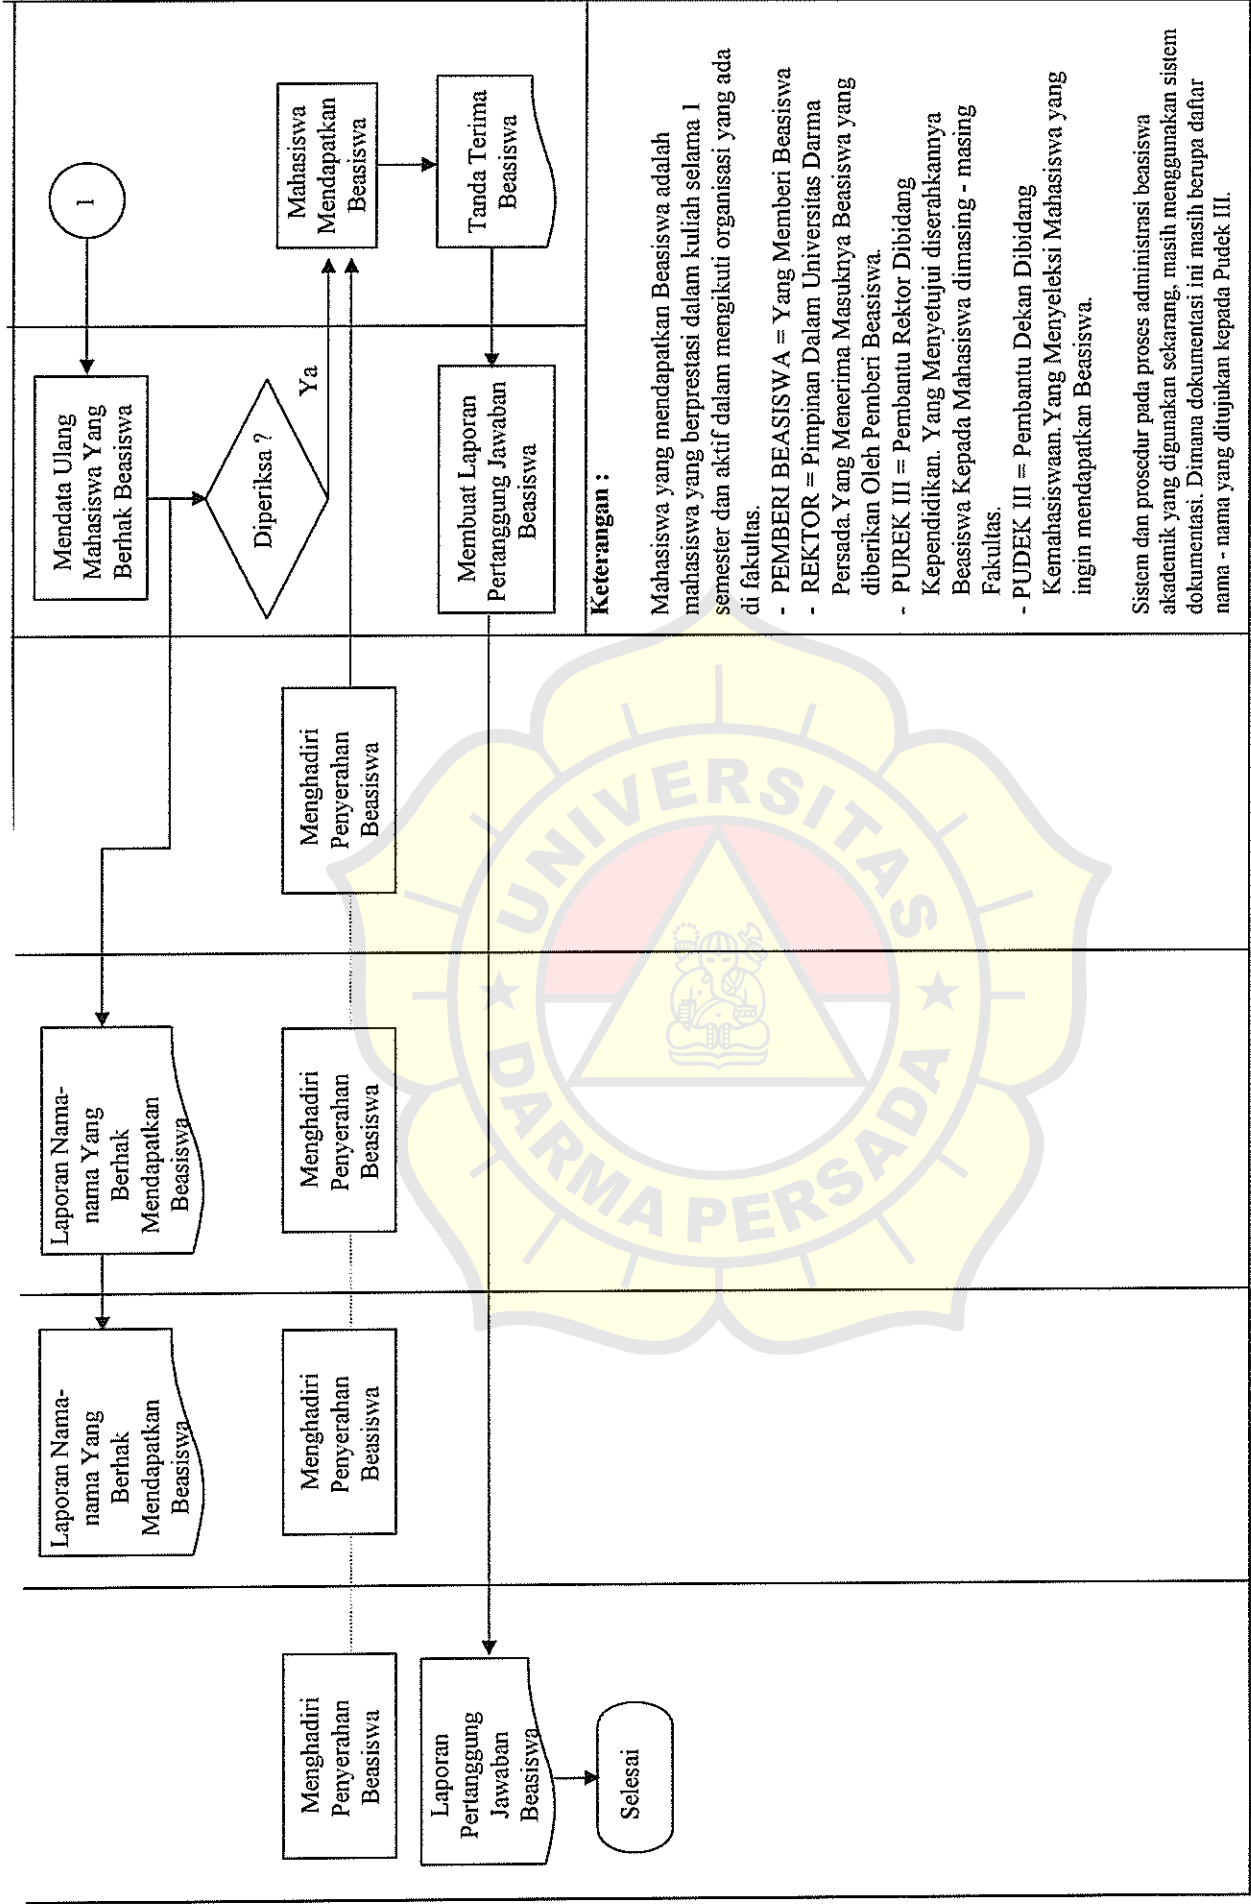 Laporan Nama-
nama Yang
Berhak
Mendapatkan
Beasiswa
Laporan Nama-
nama Yang
Berhak
Mendapatkan
Beasiswa
Mendata Ulang
Mahasiswa Yang
Berhak Beasiswa
1
Diperiksa ?
Ya
Menghadiri
Penyerahan
Beasiswa
Menghadiri
Penyerahan
Beasiswa
Menghadiri
Penyerahan
Beasiswa
Menghadiri
Penyerahan
Beasiswa
Mahasiswa
Mendapatkan
Beasiswa
Laporan
Pertanggung
Jawaban
Beasiswa
Membuat Laporan
Pertanggung Jawaban
Beasiswa
Tanda Terima
Beasiswa
Selesai
Keterangan :
Mahasiswa yang mendapatkan Beasiswa adalah
mahasiswa yang berprestasi dalam kuliah selama 1
semester dan aktif dalam mengikuti organisasi yang ada
di fakultas.
- PEMBERI BEASISWA = Yang Memberi Beasiswa
- REKTOR = Pimpinan Dalam Universitas Darma
Persada. Yang Menerima Masuknya Beasiswa yang
diberikan Oleh Pemberi Beasiswa.
- PUREK III = Pembantu Rektor Dibidang
Kependidikan. Yang Menyetujui diserahkannya
Beasiswa Kepada Mahasiswa dimasing - masing
Fakultas.
- PUDEK III = Pembantu Dekan Dibidang
Kemahasiswaan. Yang Menyeleksi Mahasiswa yang
ingin mendapatkan Beasiswa.
Sistem dan prosedur pada proses administrasi beasiswa
akademik yang digunakan sekarang, masih menggunakan sistem
dokumentasi. Dimana dokumentasi ini masih berupa daftar
nama - nama yang ditujukan kepada Pudek III.
UNIVERSITAS
DARMA PERSADA